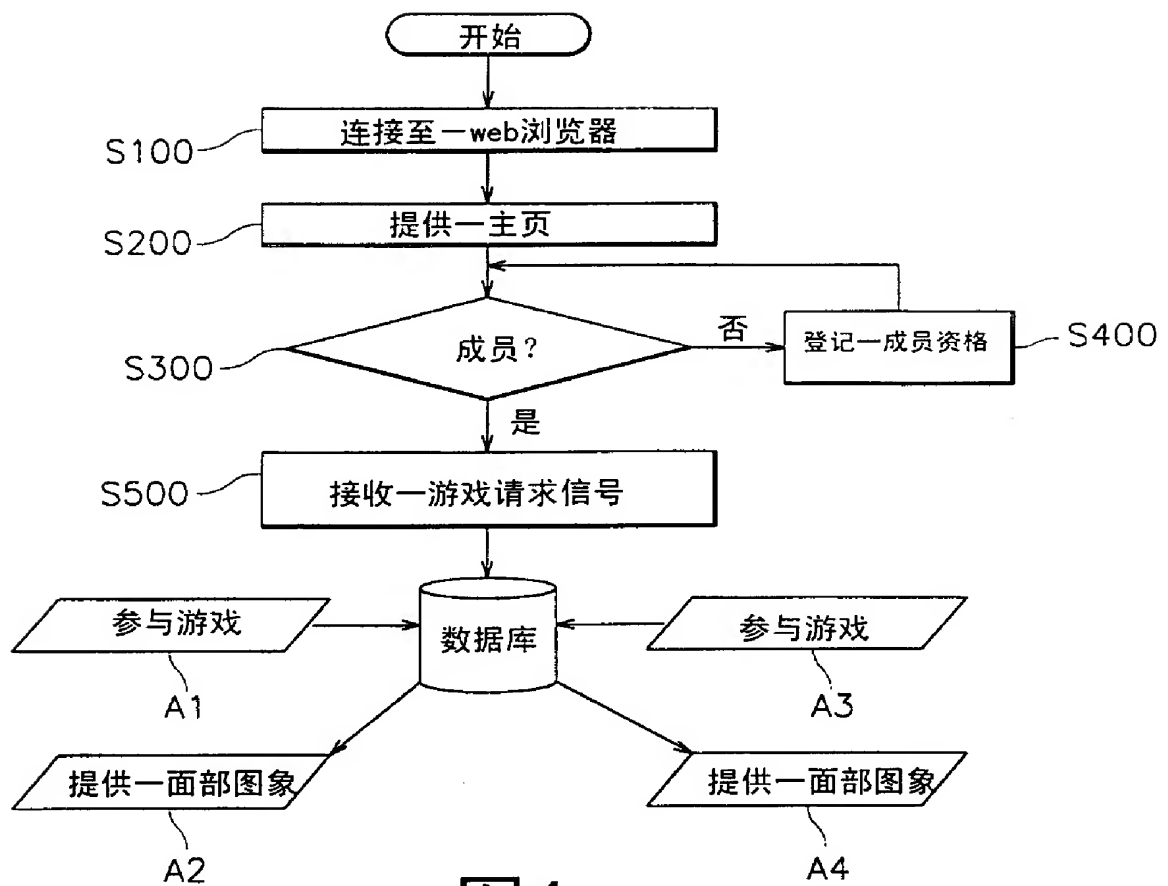 开始
连接至一web浏览器
S100
提供一主页
S200
成员?
否
登记一成员资格
S400
S300
是
接收一游戏请求信号
S500
参与游戏
数据库
参与游戏
A1
A3
提供一面部图象
提供一面部图象
A2
A4